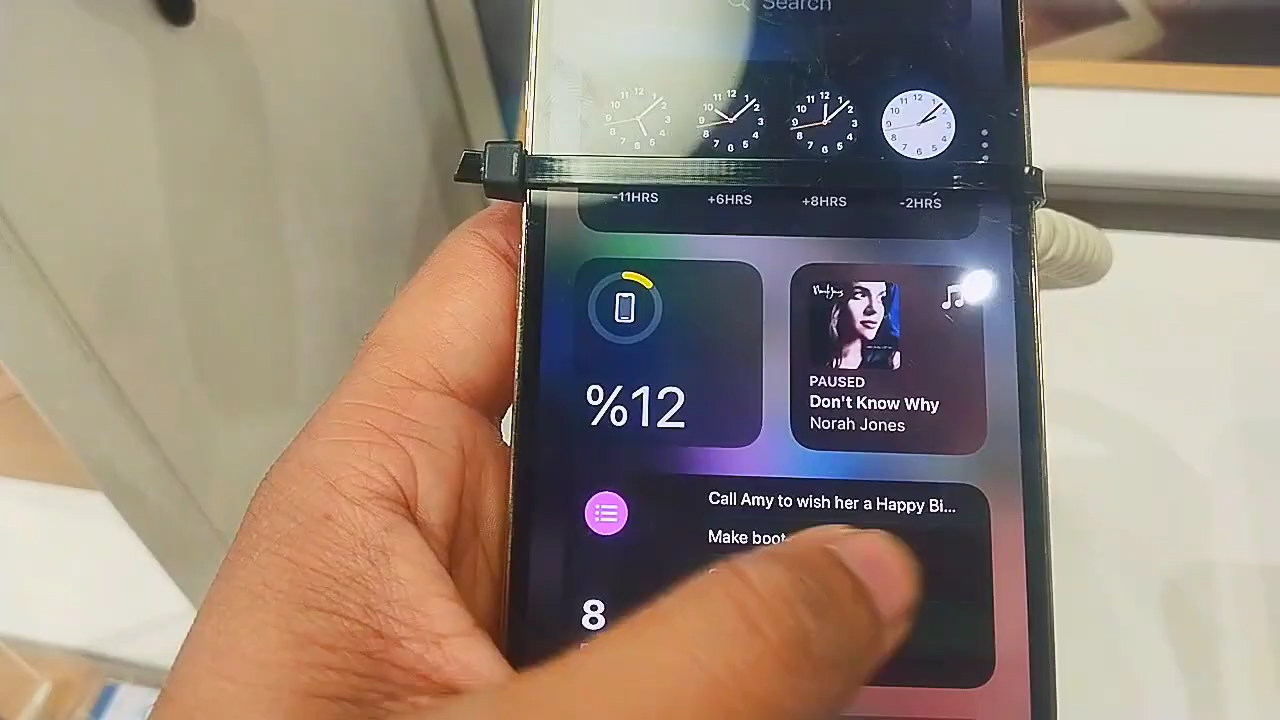 Search
-11HRS
+6HRS
+8HRS
-2HRS
%12
PAUSED
Don't Know Why
Norah Jones
Call Amy to wish her a Happy Bi...
Make boot
8